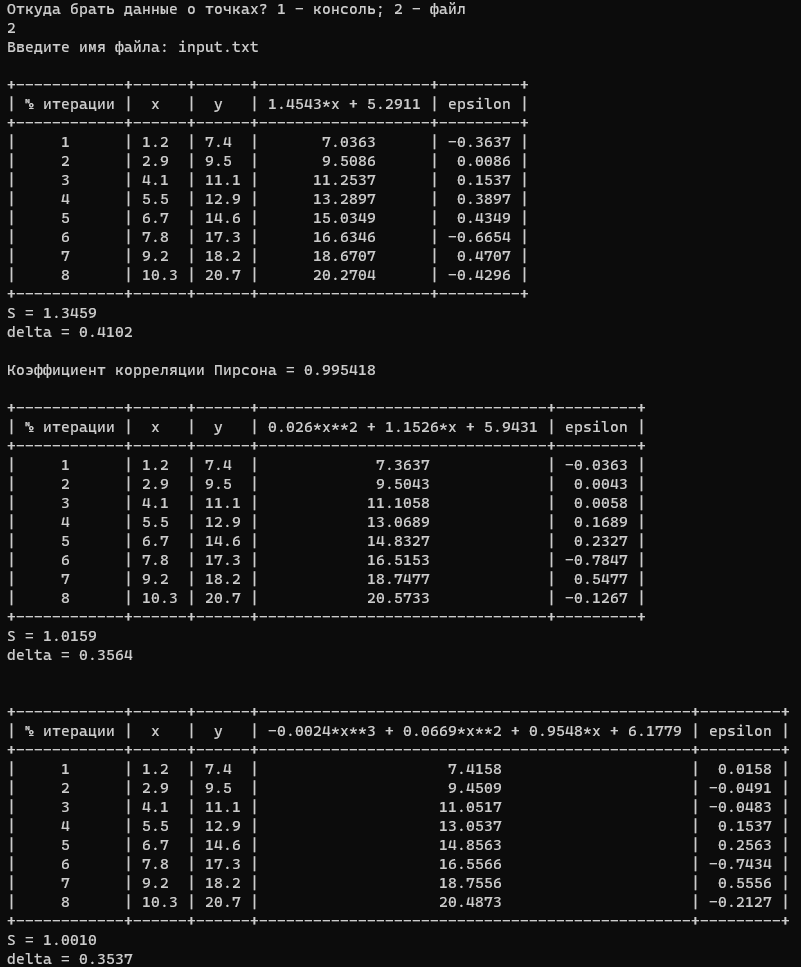 Откуда брать данные о точках? 1 - консоль; 2 - файл
2
Введите имя файла: input.txt
+------------+------+------+-------------------+---------+
| № итерации |  x   |  y   | 1.4543*x + 5.2911 | epsilon |
+------------+------+------+-------------------+---------+
|     1      | 1.2  | 7.4  |       7.0363      | -0.3637 |
|     2      | 2.9  | 9.5  |       9.5086      |  0.0086 |
|     3      | 4.1  | 11.1 |      11.2537      |  0.1537 |
|     4      | 5.5  | 12.9 |      13.2897      |  0.3897 |
|     5      | 6.7  | 14.6 |      15.0349      |  0.4349 |
|     6      | 7.8  | 17.3 |      16.6346      | -0.6654 |
|     7      | 9.2  | 18.2 |      18.6707      |  0.4707 |
|     8      | 10.3 | 20.7 |      20.2704      | -0.4296 |
+------------+------+------+-------------------+---------+
S = 1.3459
delta = 0.4102
Коэффициент корреляции Пирсона = 0.995418
+------------+------+------+--------------------------------+---------+
| № итерации |  x   |  y   | 0.026*x**2 + 1.1526*x + 5.9431 | epsilon |
+------------+------+------+--------------------------------+---------+
|     1      | 1.2  | 7.4  |             7.3637             | -0.0363 |
|     2      | 2.9  | 9.5  |             9.5043             |  0.0043 |
|     3      | 4.1  | 11.1 |            11.1058             |  0.0058 |
|     4      | 5.5  | 12.9 |            13.0689             |  0.1689 |
|     5      | 6.7  | 14.6 |            14.8327             |  0.2327 |
|     6      | 7.8  | 17.3 |            16.5153             | -0.7847 |
|     7      | 9.2  | 18.2 |            18.7477             |  0.5477 |
|     8      | 10.3 | 20.7 |            20.5733             | -0.1267 |
+------------+------+------+--------------------------------+---------+
S = 1.0159
delta = 0.3564
+------------+------+------+------------------------------------------------+---------+
| № итерации |  x   |  y   | -0.0024*x**3 + 0.0669*x**2 + 0.9548*x + 6.1779 | epsilon |
+------------+------+------+------------------------------------------------+---------+
|     1      | 1.2  | 7.4  |                     7.4158                     |  0.0158 |
|     2      | 2.9  | 9.5  |                     9.4509                     | -0.0491 |
|     3      | 4.1  | 11.1 |                    11.0517                     | -0.0483 |
|     4      | 5.5  | 12.9 |                    13.0537                     |  0.1537 |
|     5      | 6.7  | 14.6 |                    14.8563                     |  0.2563 |
|     6      | 7.8  | 17.3 |                    16.5566                     | -0.7434 |
|     7      | 9.2  | 18.2 |                    18.7556                     |  0.5556 |
|     8      | 10.3 | 20.7 |                    20.4873                     | -0.2127 |
+------------+------+------+------------------------------------------------+---------+
S = 1.0010
delta = 0.3537